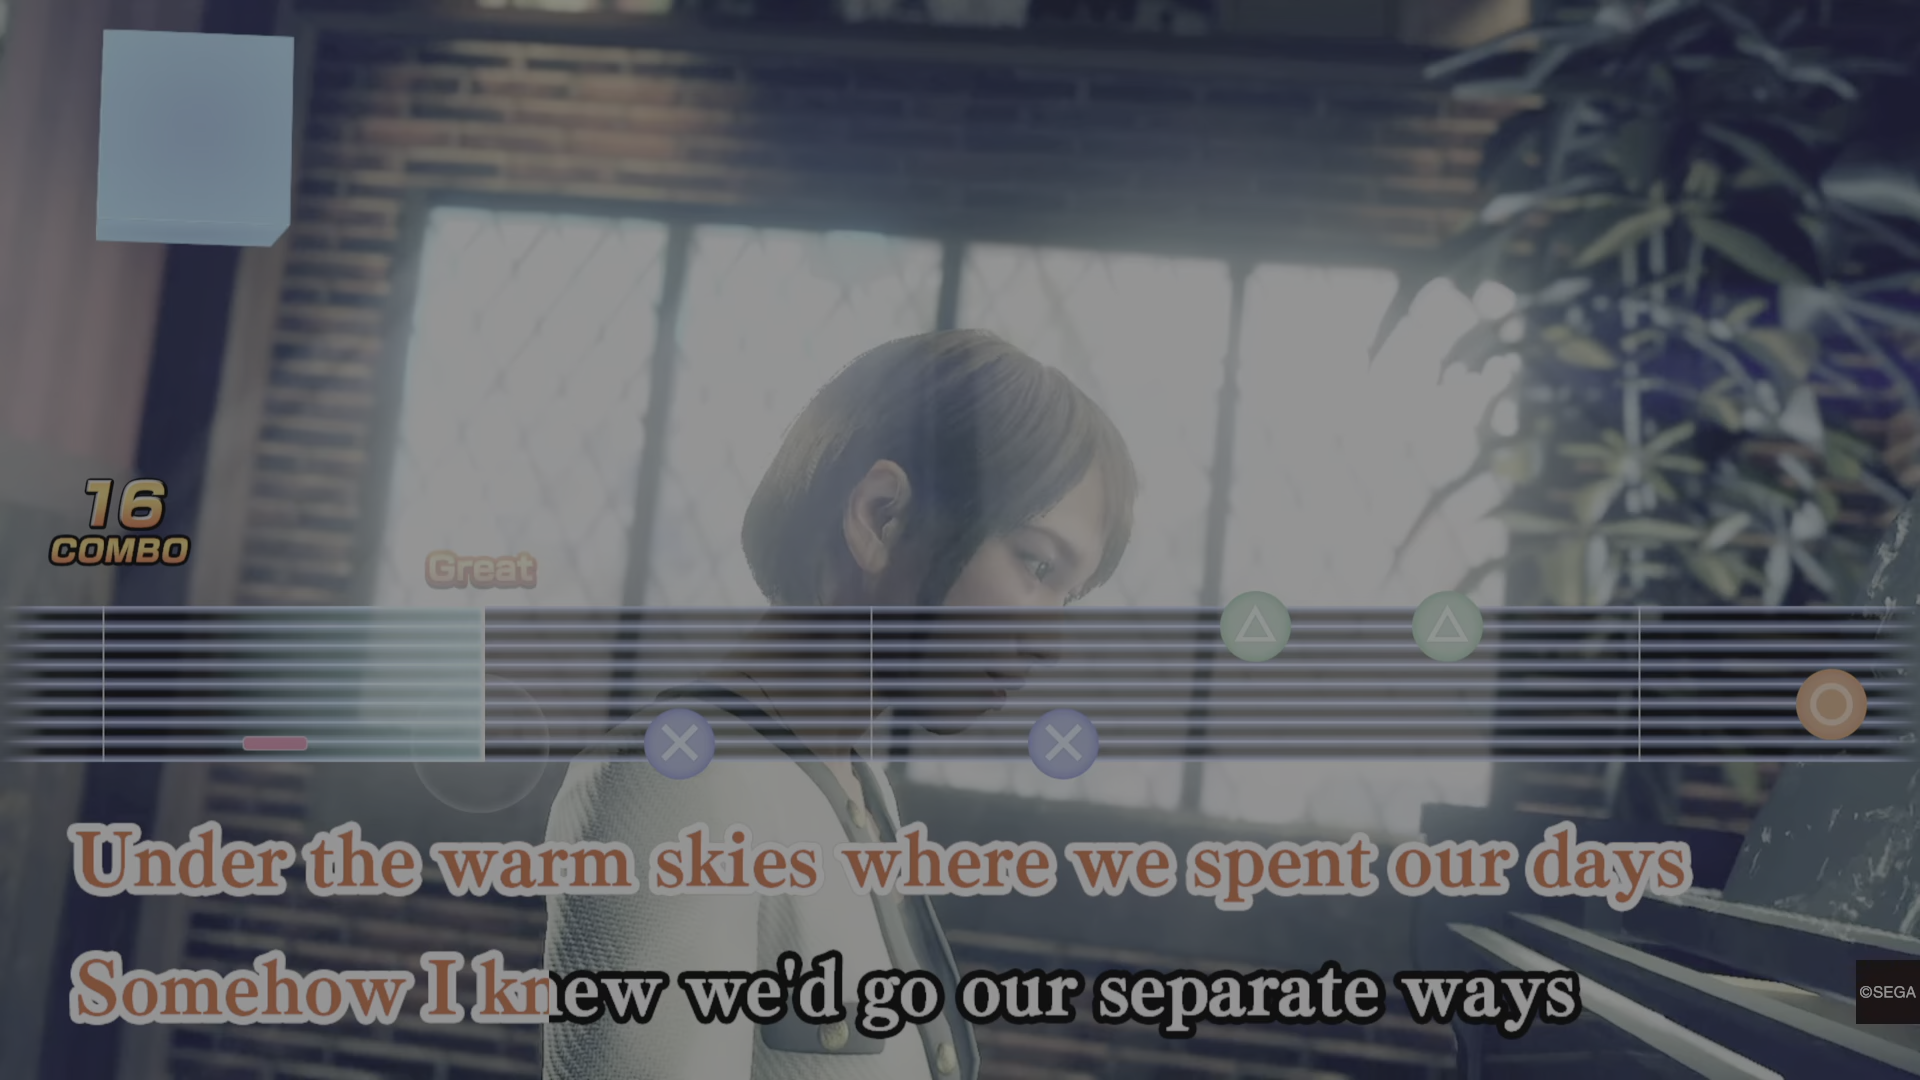 16
COMBO
Great
Under the warm skies where we spent our days
Somehow I knew we'd go our separate ways
©SEGA